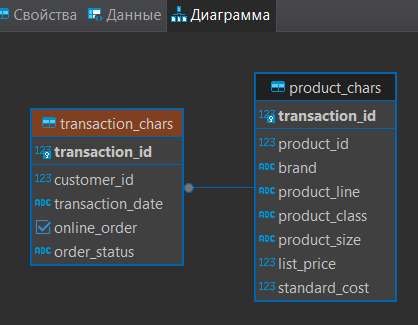 Свойства Данные Диаграмма
transaction_chars
123 transaction_id
123 customer_id
ABC transaction_date
online_order
ABC order_status
product_chars
123 transaction_id
123 product_id
ABC brand
ABC product_line
ABC product_class
ABC product_size
123 list_price
123 standard_cost